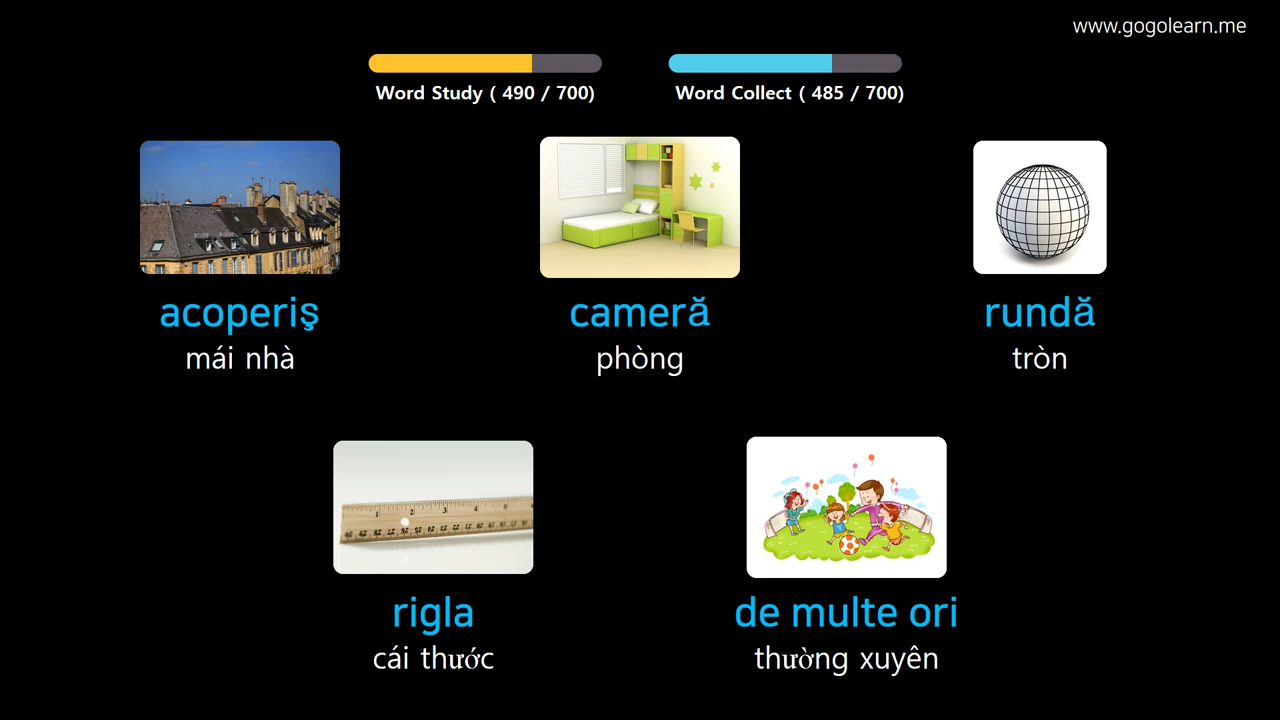 www.gogolearn.me
Word Study ( 490 / 700)
Word Collect ( 485 / 700)
acoperiş
mái nhà
cameră
phòng
rundă
tròn
rigla
cái thước
de multe ori
thường xuyên